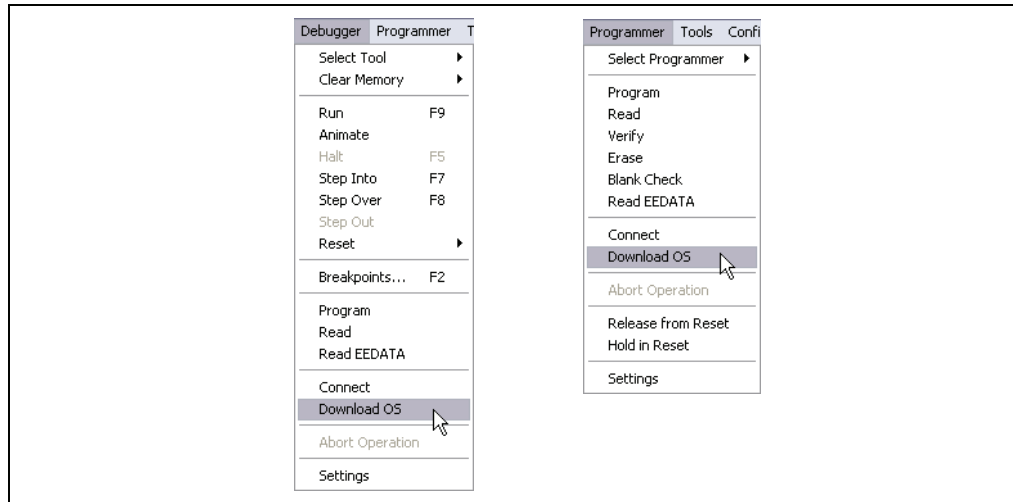 Debugger Programmer T
Select Tool
Clear Memory
Run F9
Animate
Halt F5
Step Into F7
Step Over F8
Step Out
Reset
Breakpoints... F2
Program
Read
Read EEDATA
Connect
Download OS
Abort Operation
Settings
Programmer Tools Confi
Select Programmer
Program
Read
Verify
Erase
Blank Check
Read EEDATA
Connect
Download OS
Abort Operation
Release from Reset
Hold in Reset
Settings